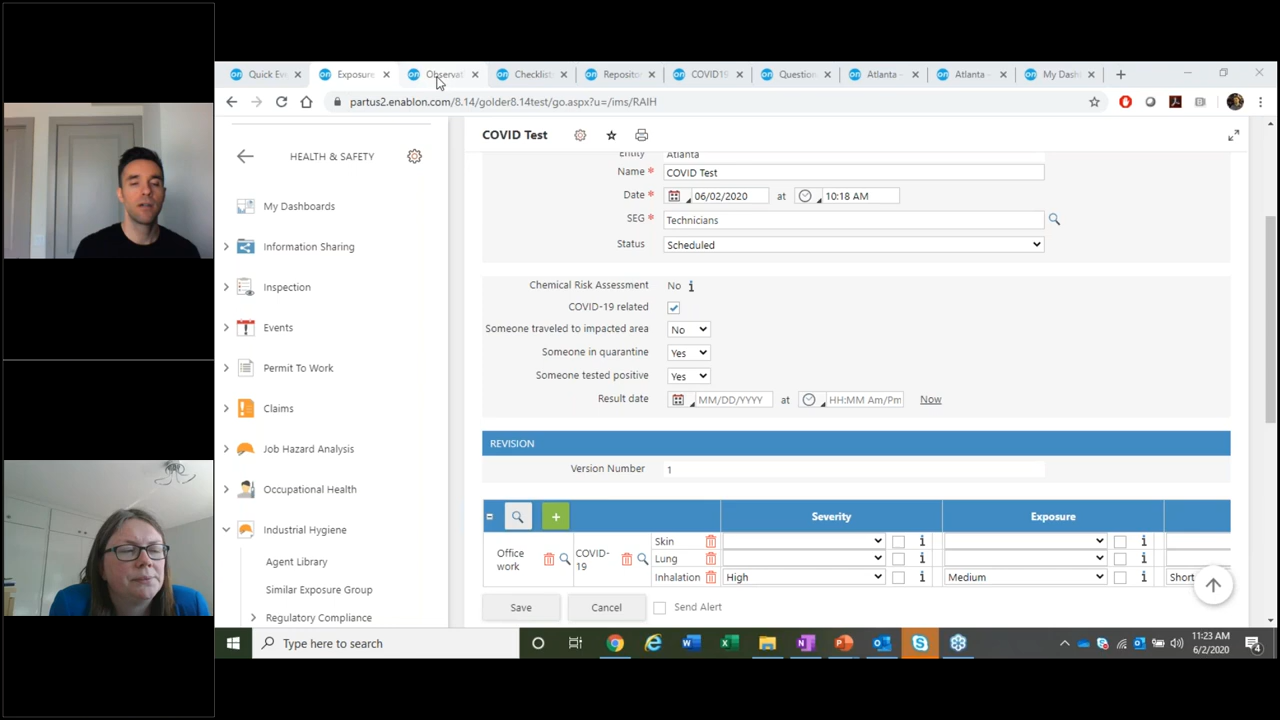 Quick Ev
Exposure
Observat
Checklist
Reposito
COVID19
Question
Atlanta -
Atlanta -
My Dash
partus2.enablon.com/8.14/golder8.14test/go.aspx?u=/ims/RAIH
HEALTH & SAFETY
My Dashboards
Information Sharing
Inspection
Events
Permit To Work
Claims
Job Hazard Analysis
Occupational Health
Industrial Hygiene
Agent Library
Similar Exposure Group
Regulatory Compliance
COVID Test
Entity Atlanta
Name * COVID Test
Date * 06/02/2020 at 10:18 AM
SEG * Technicians
Status Scheduled
Chemical Risk Assessment No
COVID-19 related
Someone traveled to impacted area No
Someone in quarantine Yes
Someone tested positive Yes
Result date MM/DD/YYYY at HH:MM Am/Pm Now
REVISION
Version Number 1
Severity Exposure
Office work COVID-19
Skin
Lung
Inhalation High Medium Short
Save Cancel Send Alert
Type here to search
11:23 AM
6/2/2020
4